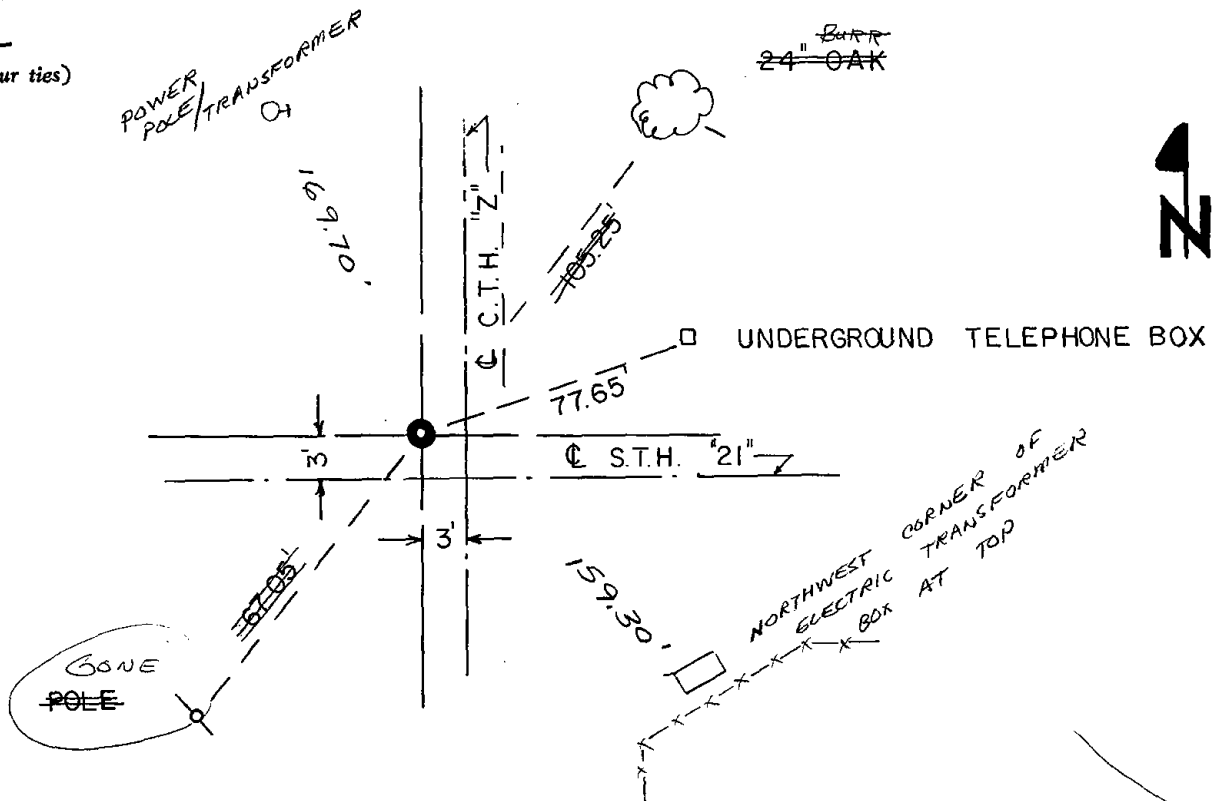 ur ties)
POWER
POLE/TRANSFORMER
BURR
24" OAK
N
169.70'
℄ C.T.H. "Z"
105.25'
UNDERGROUND TELEPHONE BOX
77.65'
3'
℄ S.T.H. "21"
3'
67.05'
159.30'
NORTHWEST CORNER OF
ELECTRIC TRANSFORMER
BOX AT TOP
GONE
POLE